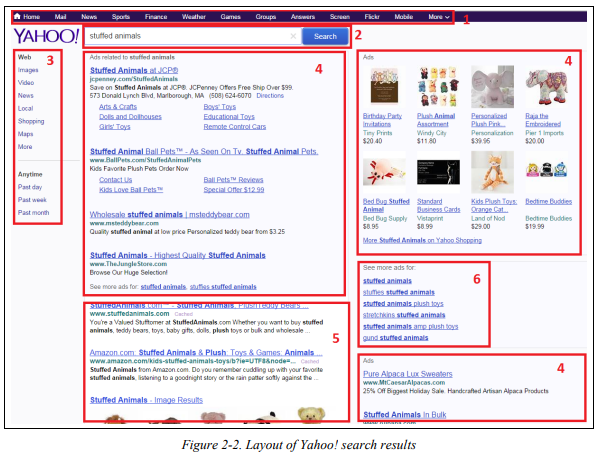 Home Mail News Sports Finance Weather Games Groups Answers Screen Flickr Mobile More
1
YAHOO!
stuffed animals
Search
2
3
Web
Images
Video
News
Local
Shopping
Maps
More
Anytime
Past day
Past week
Past month
Ads related to stuffed animals
4
Stuffed Animals at JCP®
jcpenney.com/StuffedAnimals
Save on Stuffed Animals at JCP®. JCPenney Offers Free Ship Over $99.
573 Donald Lynch Blvd, Marlborough, MA (508) 624-6070 Directions
Arts & Crafts Boys' Toys
Dolls and Dollhouses Educational Toys
Girls' Toys Remote Control Cars
Stuffed Animal Ball Pets™ - As Seen On Tv. Stuffed Animal Pets.
www.BallPets.com/StuffedAnimalPets
Kids Favorite Plush Pets Order Now
Contact Us Ball Pets™ Reviews
Kids Love Ball Pets™ Special Offer $12.99
Wholesale stuffed animals | msteddybear.com
www.msteddybear.com
Quality stuffed animal at low price Personalized teddy bear from $3.25
Stuffed Animals - Highest Quality Stuffed Animals
www.TheJungleStore.com
Browse Our Huge Selection!
See more ads for: stuffed animals, stuffies stuffed animals
StuffedAnimals.com™ - Stuffed Animals, Plush Teddy Bears ...
www.stuffedanimals.com Cached
You're a Valued Stufftomer at StuffedAnimals.com Whether you want to buy stuffed
animals, teddy bears, toys, baby gifts, dolls, plush toys or bulk and wholesale ...
5
Amazon.com: Stuffed Animals & Plush Toys & Games: Animals ...
www.amazon.com/kids-stuffed-animals-toys/b?ie=UTF8&node=... Cached
Stuffed Animals from Amazon.com. Do you remember cuddling up with your favorite
stuffed animals, listening to a goodnight story or the rain patter softly against the ...
Stuffed Animals - Image Results
Ads
4
Birthday Party Invitations
Tiny Prints
$20.40
Plush Animal Assortment
Windy City
$11.80
Personalized Plush Pink...
Personalization
$39.95
Raja the Embroidered
Pier 1 Imports
$20.00
Bed Bug Stuffed Animal
Bed Bug Supply
$8.95
Standard Business Cards
Vistaprint
$8.99
Kids Plush Toys, Orange Cat...
Land of Nod
$29.00
Bedtime Buddies
Bedtime Buddies
$19.99
More Stuffed Animals on Yahoo Shopping
See more ads for:
6
stuffed animals
stuffies stuffed animals
stuffed animals plush toys
stretchkins stuffed animals
stuffed animals amp plush toys
gund stuffed animals
Ads
4
Pure Alpaca Lux Sweaters
www.MtCaesarAlpacas.com
25% Off Biggest Holiday Sale. Handcrafted Artisan Alpaca Products
Stuffed Animals In Bulk
Figure 2-2. Layout of Yahoo! search results